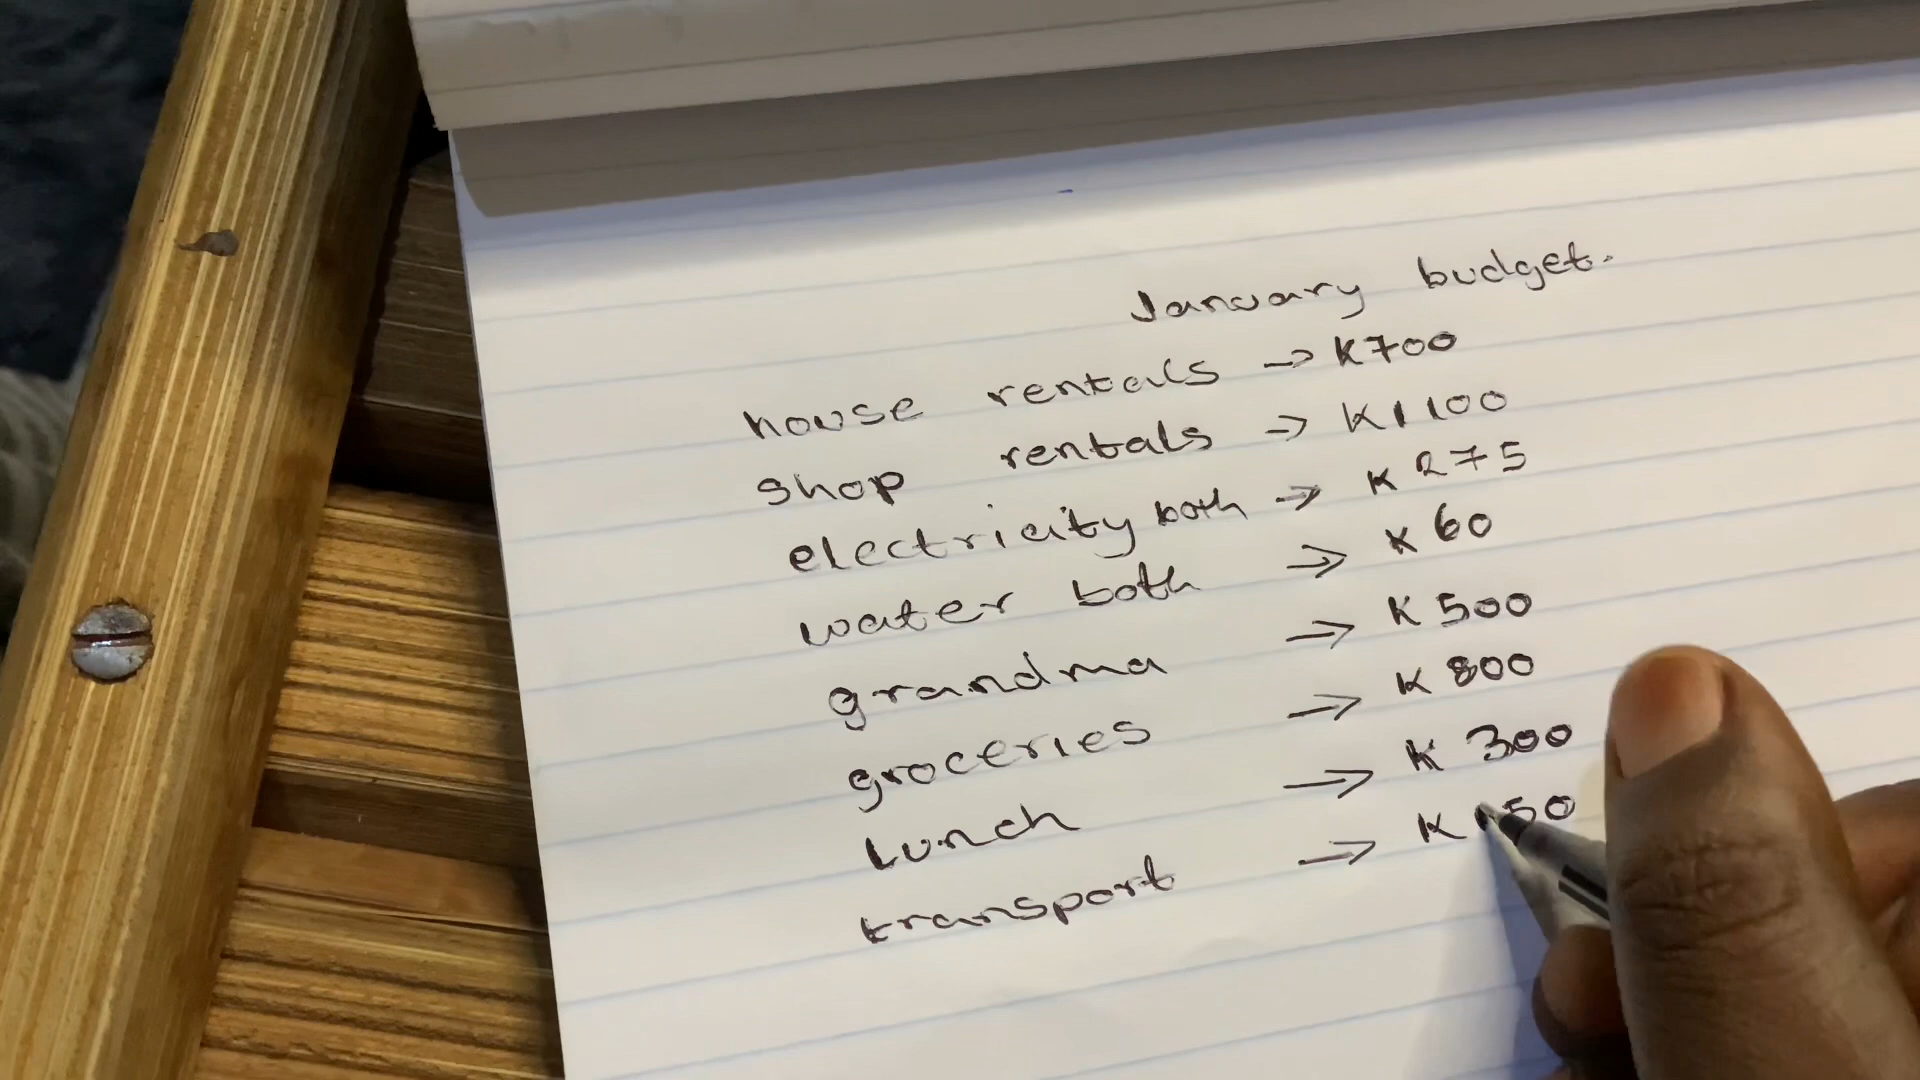 January budget.
house rentals → K700
shop rentals → K1100
electricity both → K275
water both → K60
grandma → K500
groceries → K800
lunch → K300
transport → K